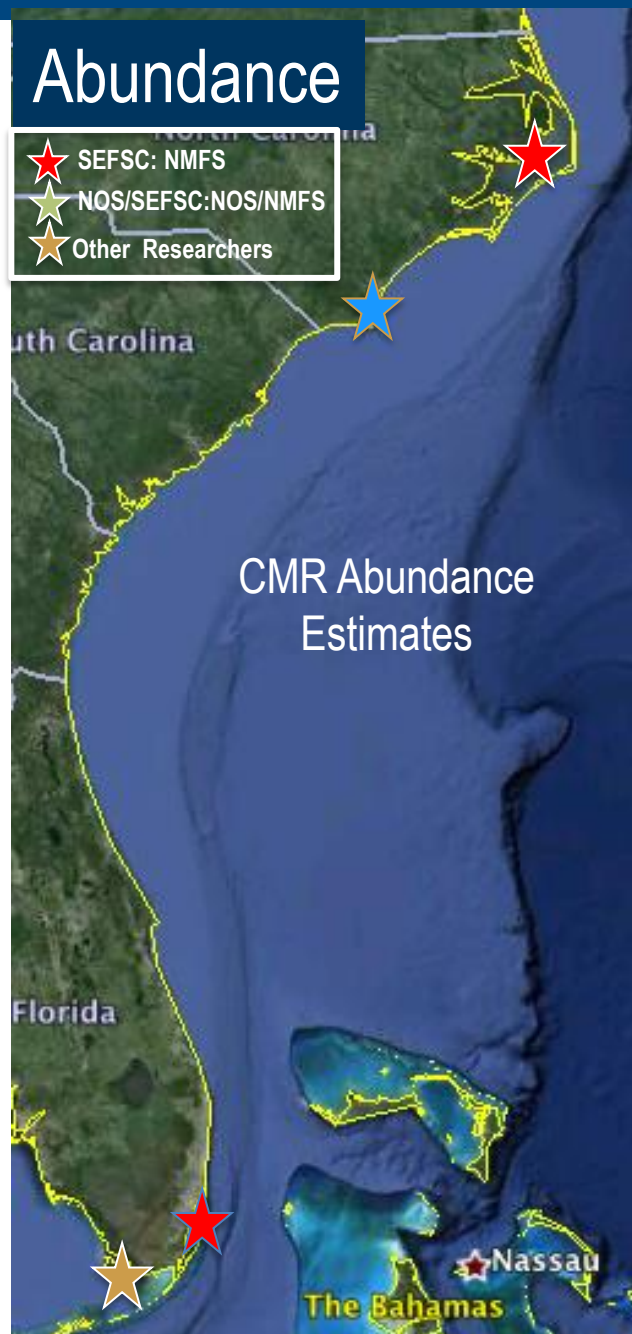 Abundance
North Carolina
SEFSC: NMFS
NOS/SEFSC:NOS/NMFS
Other Researchers
uth Carolina
CMR Abundance
Estimates
Florida
Nassau
The Bahamas